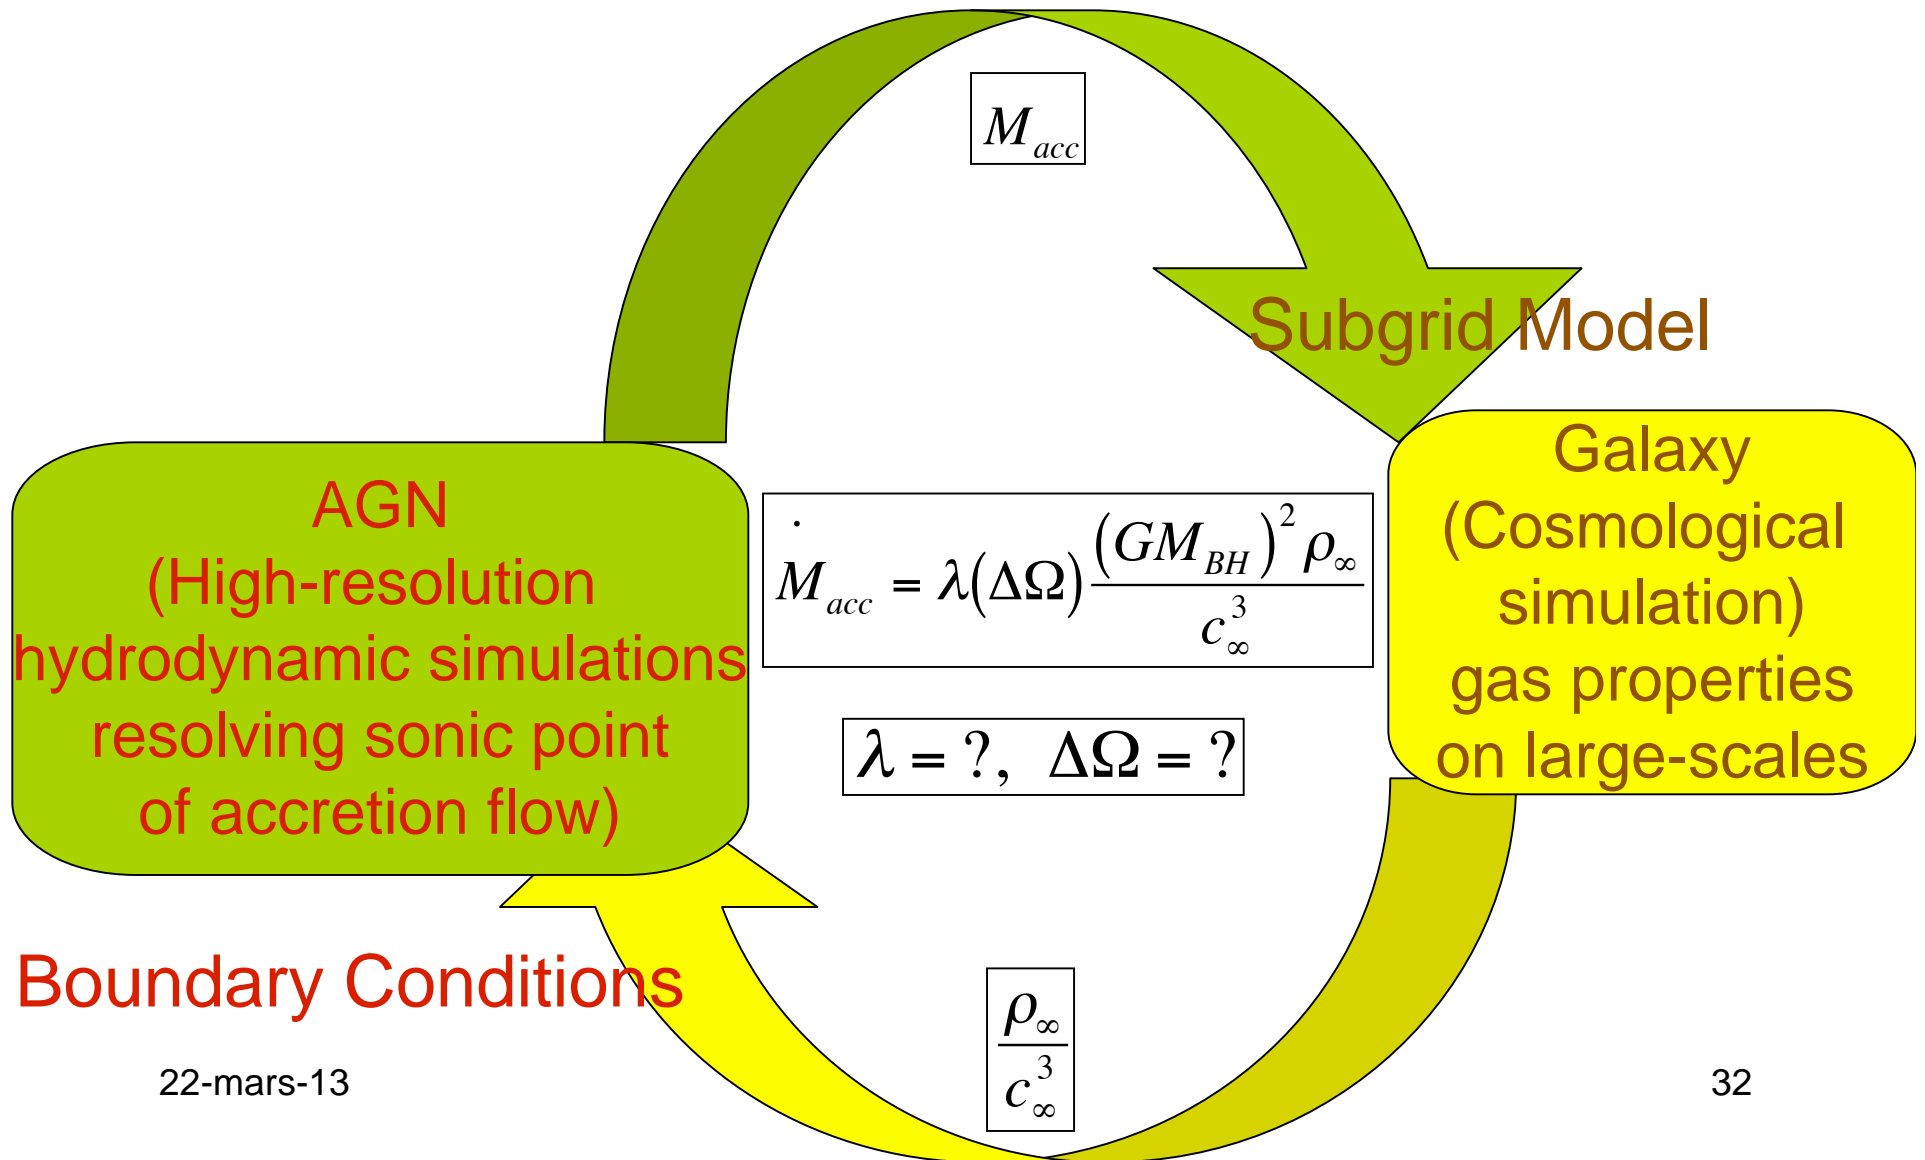 M_acc
Subgrid Model
AGN
(High-resolution
hydrodynamic simulations
resolving sonic point
of accretion flow)
Ṁ_acc = λ(ΔΩ) (GM_BH)² ρ_∞ / c_∞³
λ = ?, ΔΩ = ?
Galaxy
(Cosmological
simulation)
gas properties
on large-scales
Boundary Conditions
ρ_∞ / c_∞³
22-mars-13
32